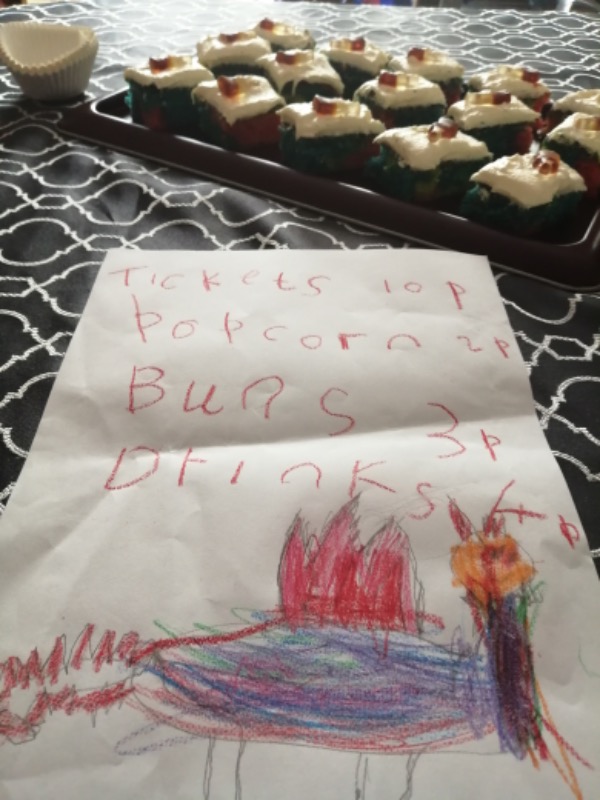 Tickets 10p
popcorn 2p
Buns 3p
Drinks 4p